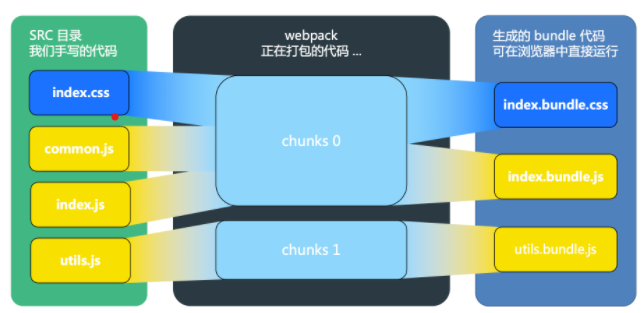 SRC 目录
我们手写的代码
index.css
common.js
index.js
utils.js
webpack
正在打包的代码 ...
chunks 0
chunks 1
生成的 bundle 代码
可在浏览器中直接运行
index.bundle.css
index.bundle.js
utils.bundle.js